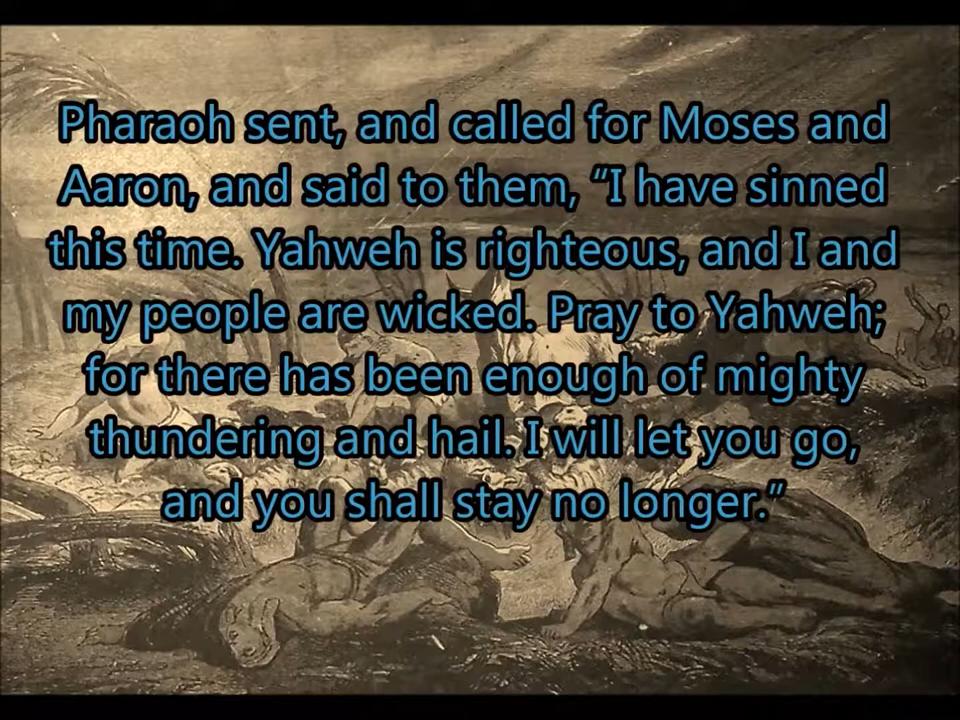 Pharaoh sent, and called for Moses and
Aaron, and said to them, “I have sinned
this time. Yahweh is righteous, and I and
my people are wicked. Pray to Yahweh;
for there has been enough of mighty
thundering and hail. I will let you go,
and you shall stay no longer.”